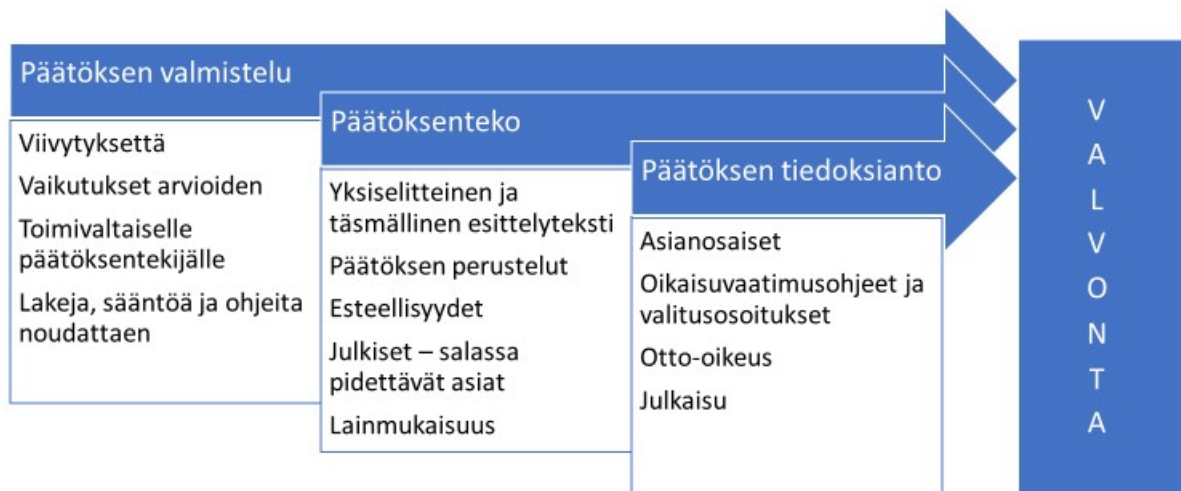 Päätöksen valmistelu
Viivytyksettä
Vaikutukset arvioiden
Toimivaltaiselle
päätöksentekijälle
Lakeja, sääntöä ja ohjeita
noudattaen
Päätöksenteko
Yksiselitteinen ja
täsmällinen esittelyteksti
Päätöksen perustelut
Esteellisyydet
Julkiset – salassa
pidettävät asiat
Lainmukaisuus
Päätöksen tiedoksianto
Asianosaiset
Oikaisuvaatimusohjeet ja
valitusosoitukset
Otto-oikeus
Julkaisu
V
A
L
V
O
N
T
A